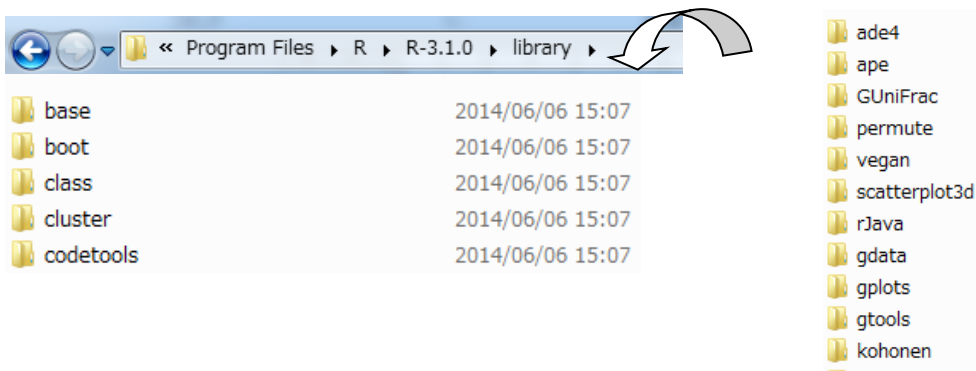 « Program Files ▸ R ▸ R-3.1.0 ▸ library ▸
base 2014/06/06 15:07
boot 2014/06/06 15:07
class 2014/06/06 15:07
cluster 2014/06/06 15:07
codetools 2014/06/06 15:07
ade4
ape
GUniFrac
permute
vegan
scatterplot3d
rJava
gdata
gplots
gtools
kohonen